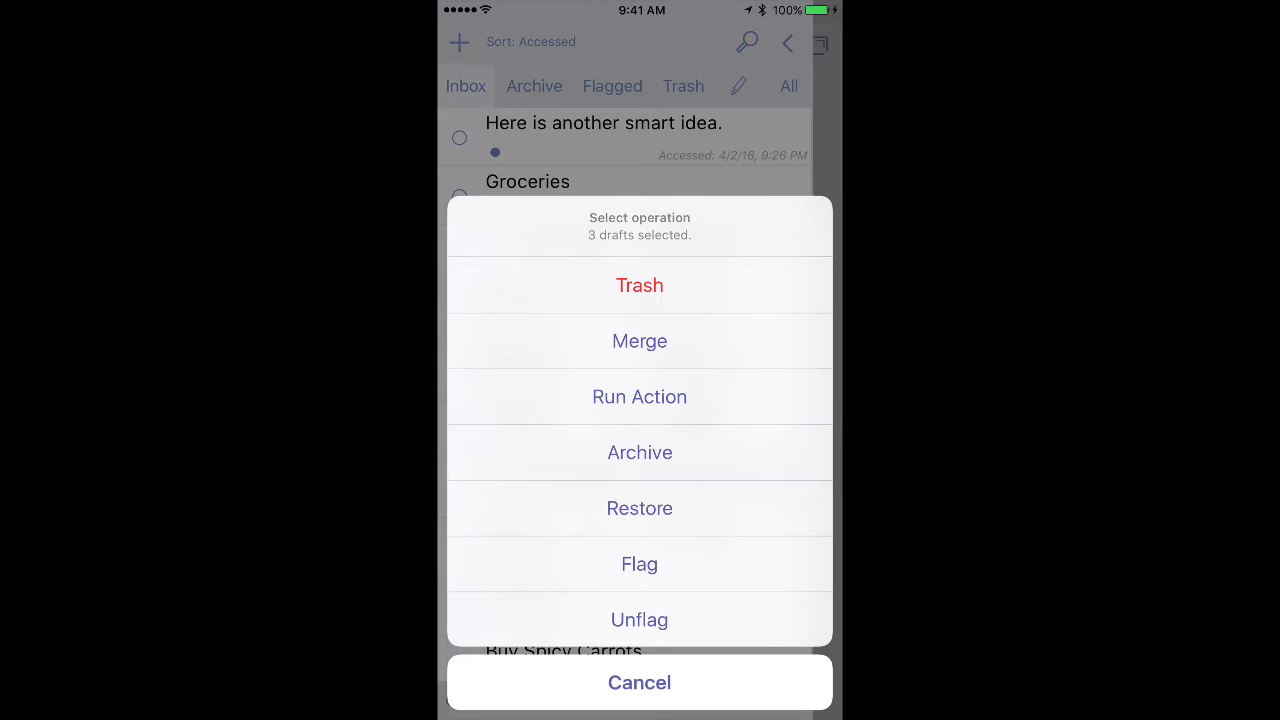 9:41 AM
100%
Sort: Accessed
Inbox Archive Flagged Trash All
Here is another smart idea.
Accessed: 4/2/16, 9:26 PM
Groceries
Select operation
3 drafts selected.
Trash
Merge
Run Action
Archive
Restore
Flag
Unflag
Buy Spicy Carrots
Cancel